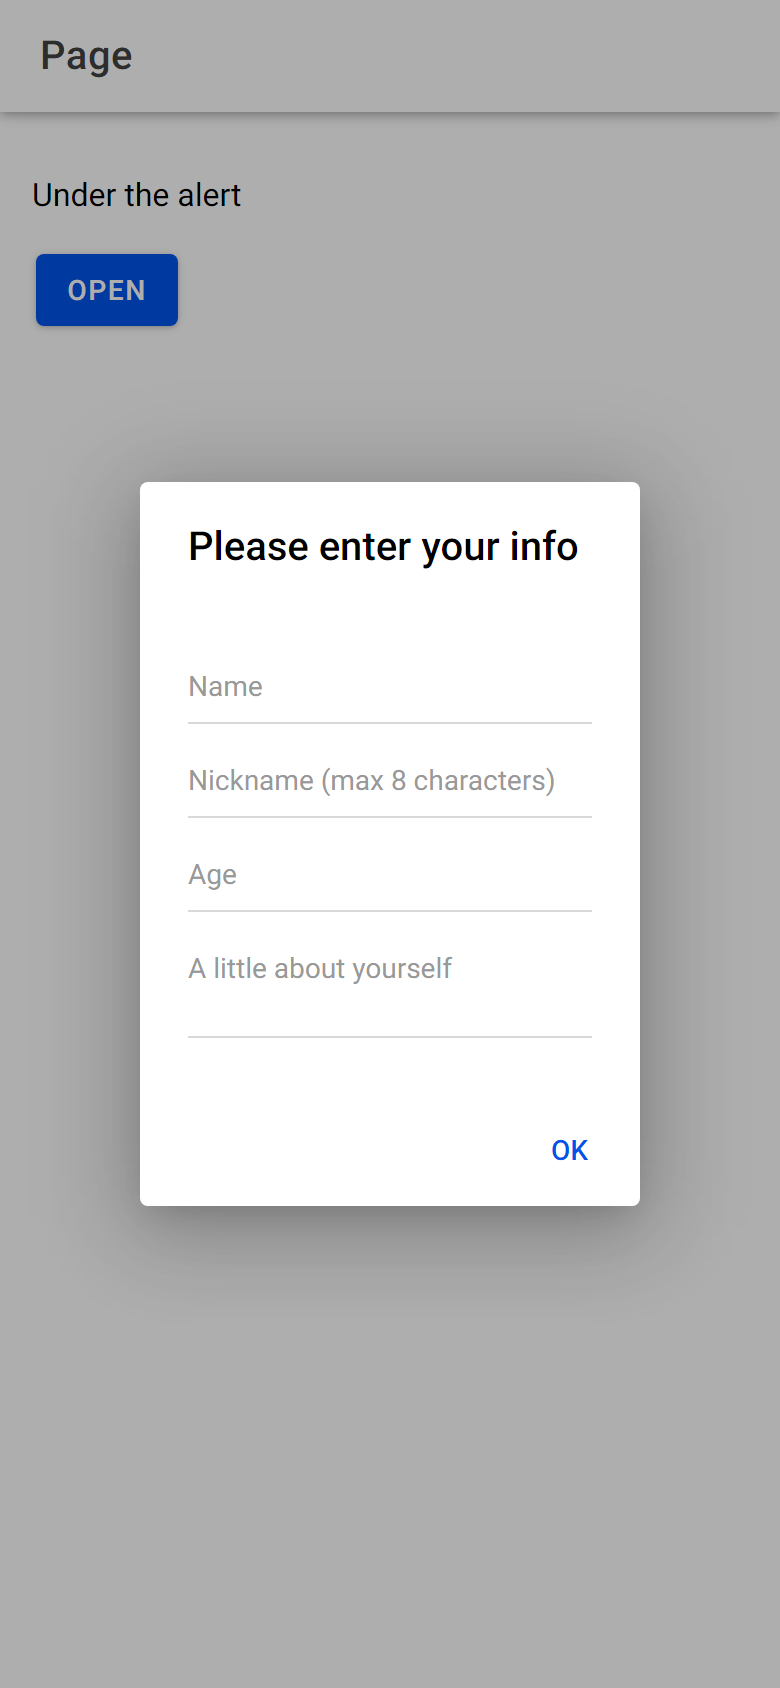 Page
Under the alert
OPEN
Please enter your info
Name
Nickname (max 8 characters)
Age
A little about yourself
OK